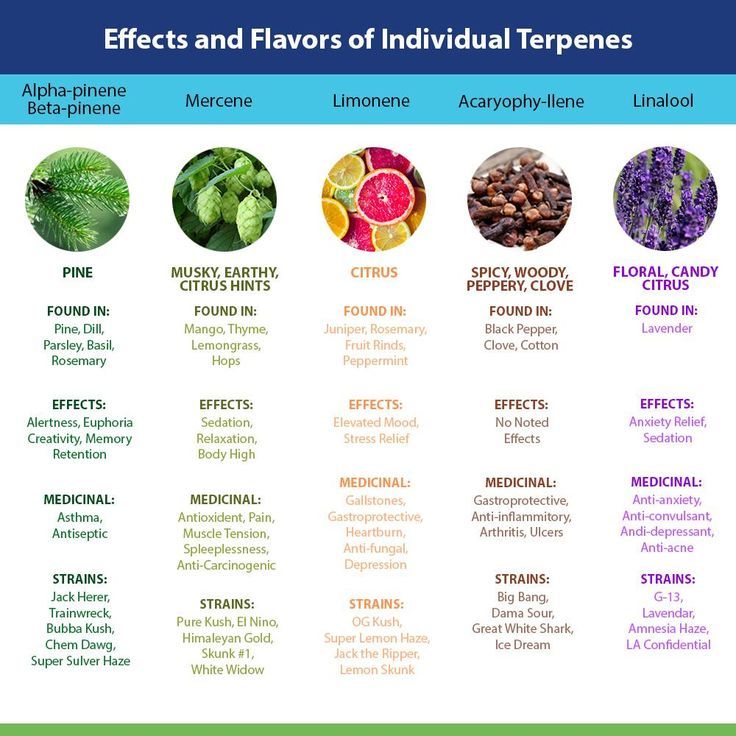 Effects and Flavors of Individual Terpenes
Alpha-pinene
Beta-pinene
Mercene
Limonene
Acaryophy-llene
Linalool
PINE
FOUND IN:
Pine, Dill,
Parsley, Basil,
Rosemary
EFFECTS:
Alertness, Euphoria
Creativity, Memory
Retention
MEDICINAL:
Asthma,
Antiseptic
STRAINS:
Jack Herer,
Trainwreck,
Bubba Kush,
Chem Dawg,
Super Sulver Haze
MUSKY, EARTHY,
CITRUS HINTS
FOUND IN:
Mango, Thyme,
Lemongrass,
Hops
EFFECTS:
Sedation,
Relaxation,
Body High
MEDICINAL:
Antioxident, Pain,
Muscle Tension,
Spleeplessness,
Anti-Carcinogenic
STRAINS:
Pure Kush, El Nino,
Himaleyan Gold,
Skunk #1,
White Widow
CITRUS
FOUND IN:
Juniper, Rosemary,
Fruit Rinds,
Peppermint
EFFECTS:
Elevated Mood,
Stress Relief
MEDICINAL:
Gallstones,
Gastroprotective,
Heartburn,
Anti-fungal,
Depression
STRAINS:
OG Kush,
Super Lemon Haze,
Jack the Ripper,
Lemon Skunk
SPICY, WOODY,
PEPPERY, CLOVE
FOUND IN:
Black Pepper,
Clove, Cotton
EFFECTS:
No Noted
Effects
MEDICINAL:
Gastroprotective,
Anti-inflammitory,
Arthritis, Ulcers
STRAINS:
Big Bang,
Dama Sour,
Great White Shark,
Ice Dream
FLORAL, CANDY
CITRUS
FOUND IN:
Lavender
EFFECTS:
Anxiety Relief,
Sedation
MEDICINAL:
Anti-anxiety,
Anti-convulsant,
Andi-depressant,
Anti-acne
STRAINS:
G-13,
Lavendar,
Amnesia Haze,
LA Confidential